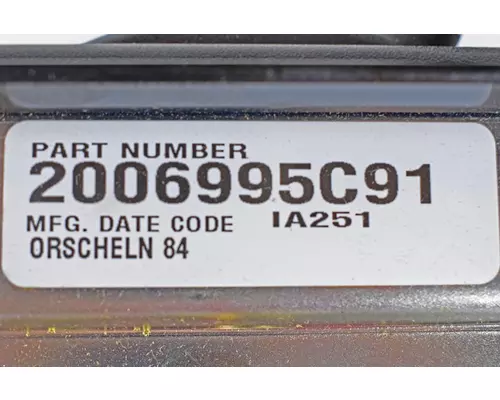 PART NUMBER
2006995C91
MFG. DATE CODE IA251
ORSCHELN 84